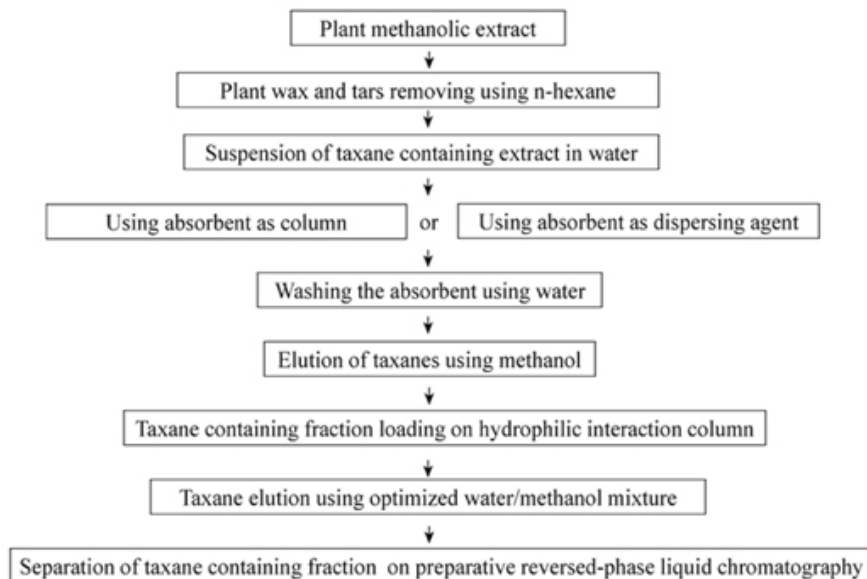 Plant methanolic extract
Plant wax and tars removing using n-hexane
Suspension of taxane containing extract in water
Using absorbent as column
or
Using absorbent as dispersing agent
Washing the absorbent using water
Elution of taxanes using methanol
Taxane containing fraction loading on hydrophilic interaction column
Taxane elution using optimized water/methanol mixture
Separation of taxane containing fraction on preparative reversed-phase liquid chromatography